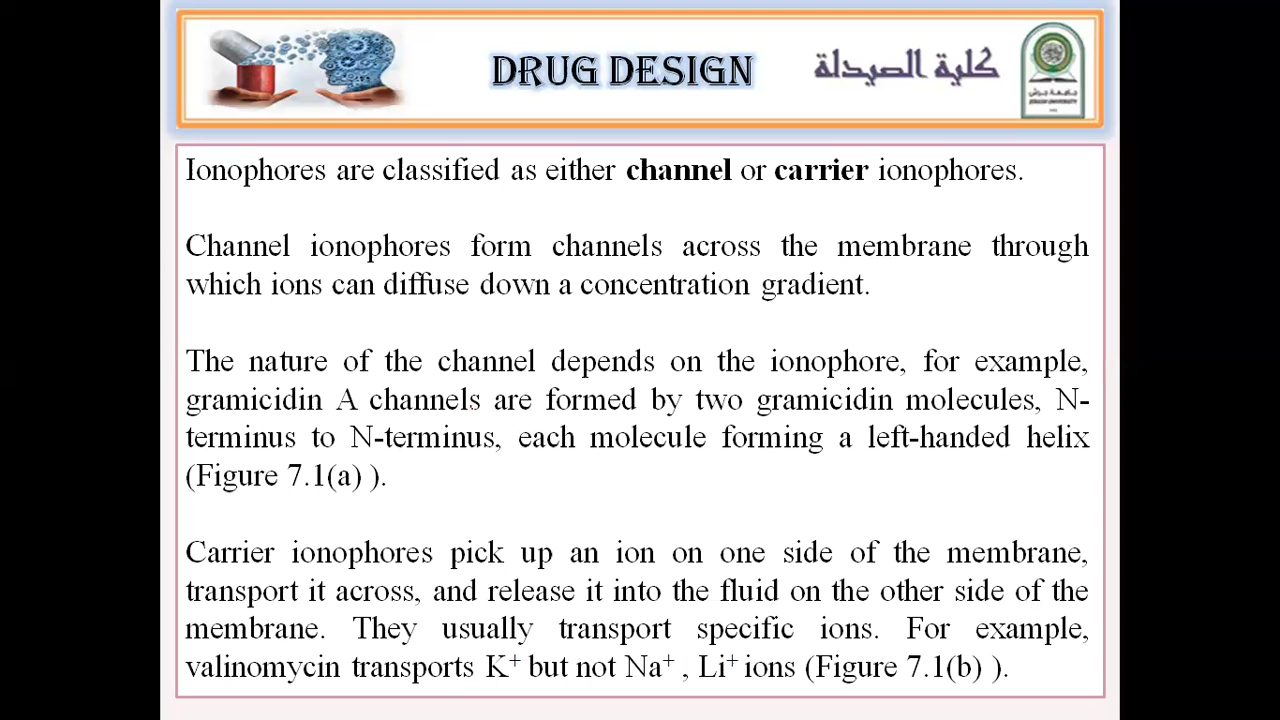 DRUG DESIGN
كلية الصيدلة
جامعة جرش
JERASH UNIVERSITY
Ionophores are classified as either channel or carrier ionophores.
Channel ionophores form channels across the membrane through
which ions can diffuse down a concentration gradient.
The nature of the channel depends on the ionophore, for example,
gramicidin A channels are formed by two gramicidin molecules, N-
terminus to N-terminus, each molecule forming a left-handed helix
(Figure 7.1(a) ).
Carrier ionophores pick up an ion on one side of the membrane,
transport it across, and release it into the fluid on the other side of the
membrane. They usually transport specific ions. For example,
valinomycin transports K⁺ but not Na⁺ , Li⁺ ions (Figure 7.1(b) ).